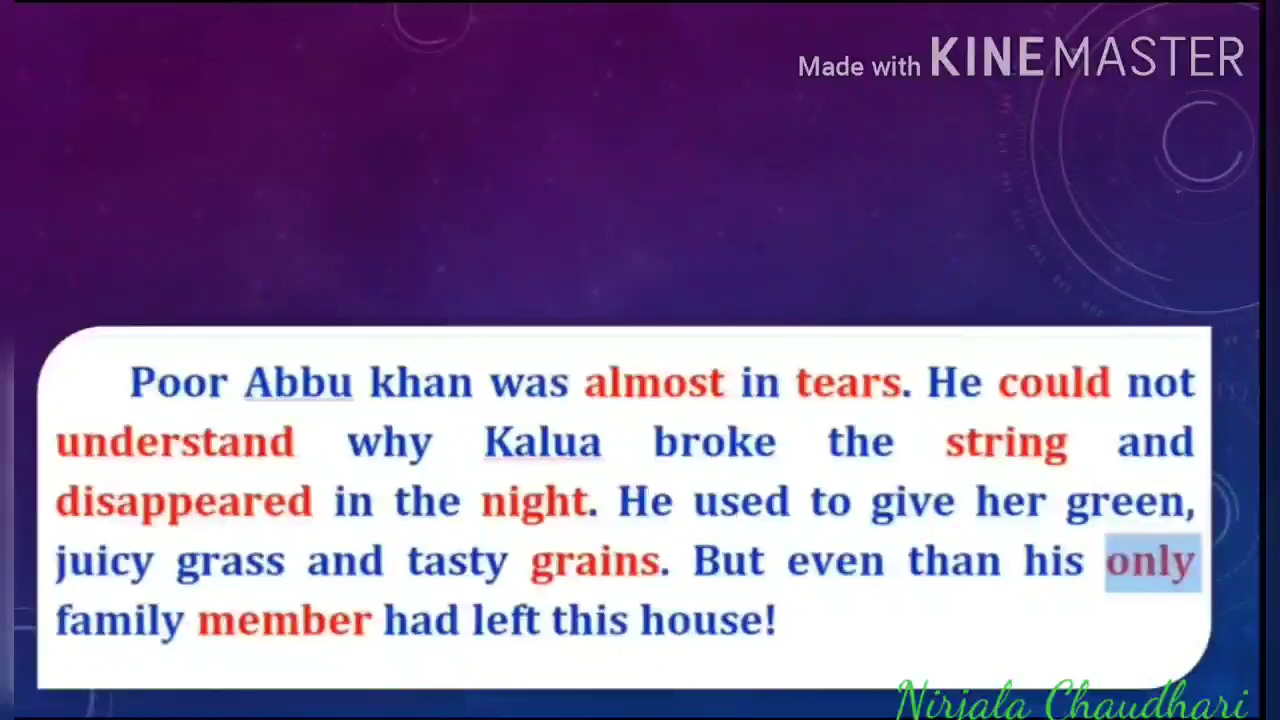 Made with KINEMASTER
Poor Abbu khan was almost in tears. He could not
understand why Kalua broke the string and
disappeared in the night. He used to give her green,
juicy grass and tasty grains. But even than his only
family member had left this house!
Nirjala Chaudhari